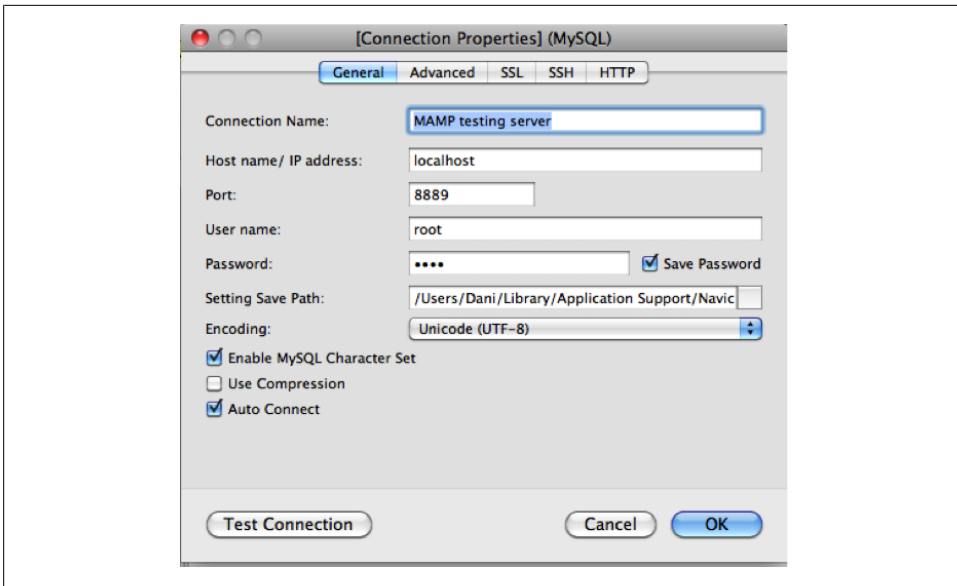 [Connection Properties] (MySQL)
General Advanced SSL SSH HTTP
Connection Name: MAMP testing server
Host name/ IP address: localhost
Port: 8889
User name: root
Password: •••• Save Password
Setting Save Path: /Users/Dani/Library/Application Support/Navic
Encoding: Unicode (UTF-8)
Enable MySQL Character Set
Use Compression
Auto Connect
Test Connection Cancel OK